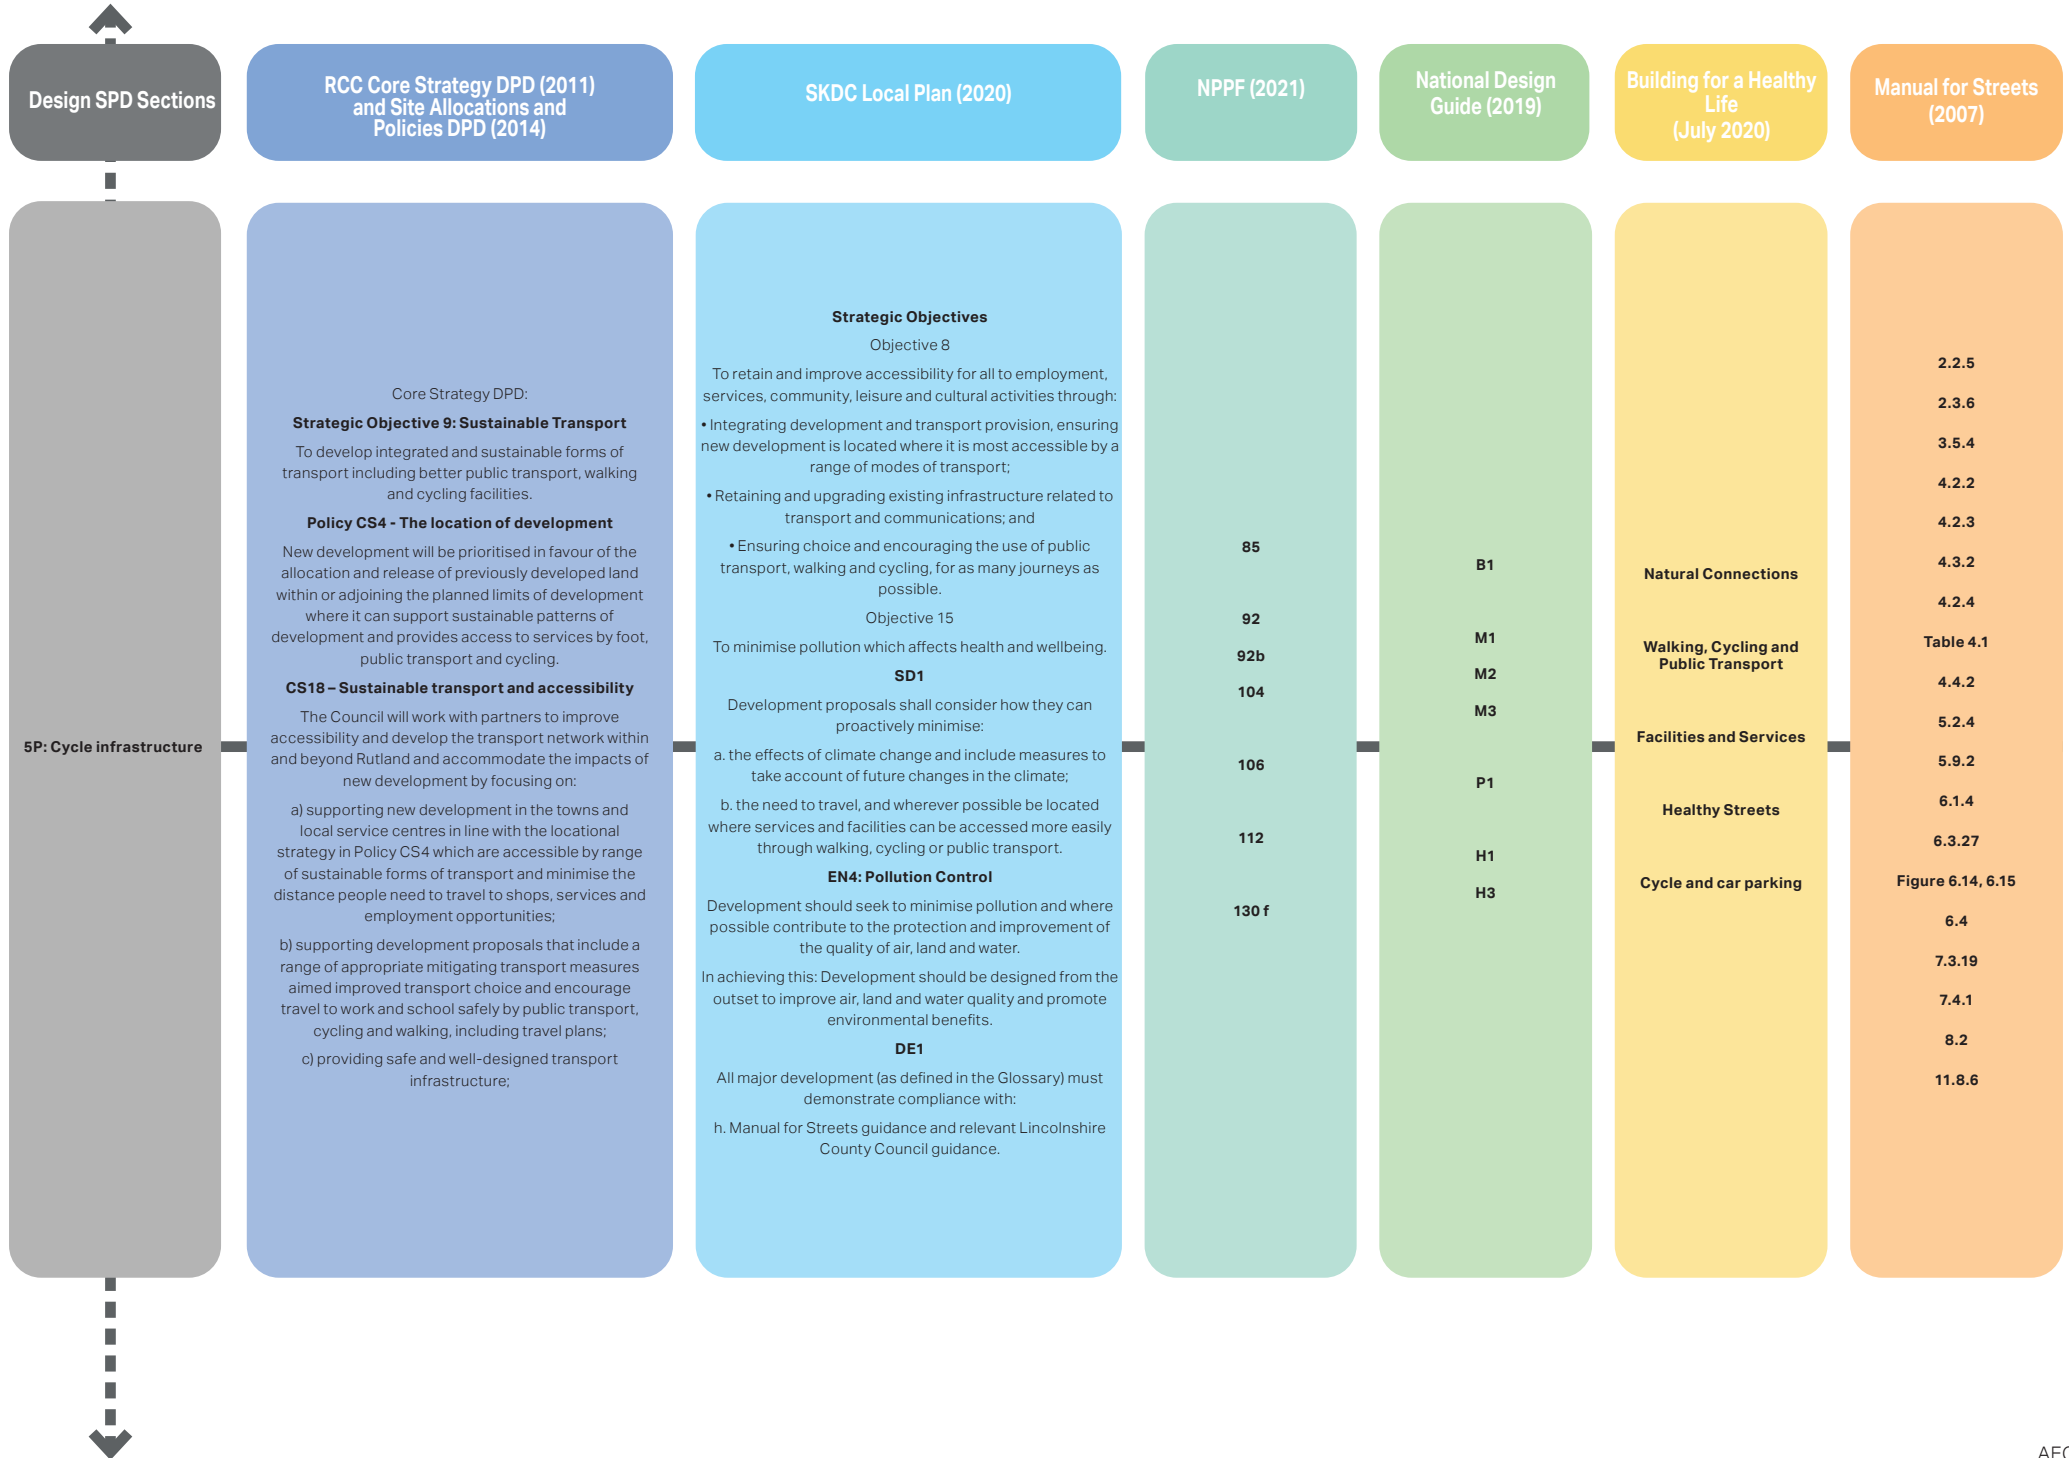 Design SPD Sections
RCC Core Strategy DPD (2011)
and Site Allocations and
Policies DPD (2014)
SKDC Local Plan (2020)
NPPF (2021)
National Design
Guide (2019)
Building for a Healthy
Life
(July 2020)
Manual for Streets
(2007)
5P: Cycle infrastructure
Core Strategy DPD:
Strategic Objective 9: Sustainable Transport
To develop integrated and sustainable forms of
transport including better public transport, walking
and cycling facilities.
Policy CS4 - The location of development
New development will be prioritised in favour of the
allocation and release of previously developed land
within or adjoining the planned limits of development
where it can support sustainable patterns of
development and provides access to services by foot,
public transport and cycling.
CS18 – Sustainable transport and accessibility
The Council will work with partners to improve
accessibility and develop the transport network within
and beyond Rutland and accommodate the impacts of
new development by focusing on:
a) supporting new development in the towns and
local service centres in line with the locational
strategy in Policy CS4 which are accessible by range
of sustainable forms of transport and minimise the
distance people need to travel to shops, services and
employment opportunities;
b) supporting development proposals that include a
range of appropriate mitigating transport measures
aimed improved transport choice and encourage
travel to work and school safely by public transport,
cycling and walking, including travel plans;
c) providing safe and well-designed transport
infrastructure;
Strategic Objectives
Objective 8
To retain and improve accessibility for all to employment,
services, community, leisure and cultural activities through:
• Integrating development and transport provision, ensuring
new development is located where it is most accessible by a
range of modes of transport;
• Retaining and upgrading existing infrastructure related to
transport and communications; and
• Ensuring choice and encouraging the use of public
transport, walking and cycling, for as many journeys as
possible.
Objective 15
To minimise pollution which affects health and wellbeing.
SD1
Development proposals shall consider how they can
proactively minimise:
a. the effects of climate change and include measures to
take account of future changes in the climate;
b. the need to travel, and wherever possible be located
where services and facilities can be accessed more easily
through walking, cycling or public transport.
EN4: Pollution Control
Development should seek to minimise pollution and where
possible contribute to the protection and improvement of
the quality of air, land and water.
In achieving this: Development should be designed from the
outset to improve air, land and water quality and promote
environmental benefits.
DE1
All major development (as defined in the Glossary) must
demonstrate compliance with:
h. Manual for Streets guidance and relevant Lincolnshire
County Council guidance.
85
92
92b
104
106
112
130 f
B1
M1
M2
M3
P1
H1
H3
Natural Connections
Walking, Cycling and
Public Transport
Facilities and Services
Healthy Streets
Cycle and car parking
2.2.5
2.3.6
3.5.4
4.2.2
4.2.3
4.3.2
4.2.4
Table 4.1
4.4.2
5.2.4
5.9.2
6.1.4
6.3.27
Figure 6.14, 6.15
6.4
7.3.19
7.4.1
8.2
11.8.6